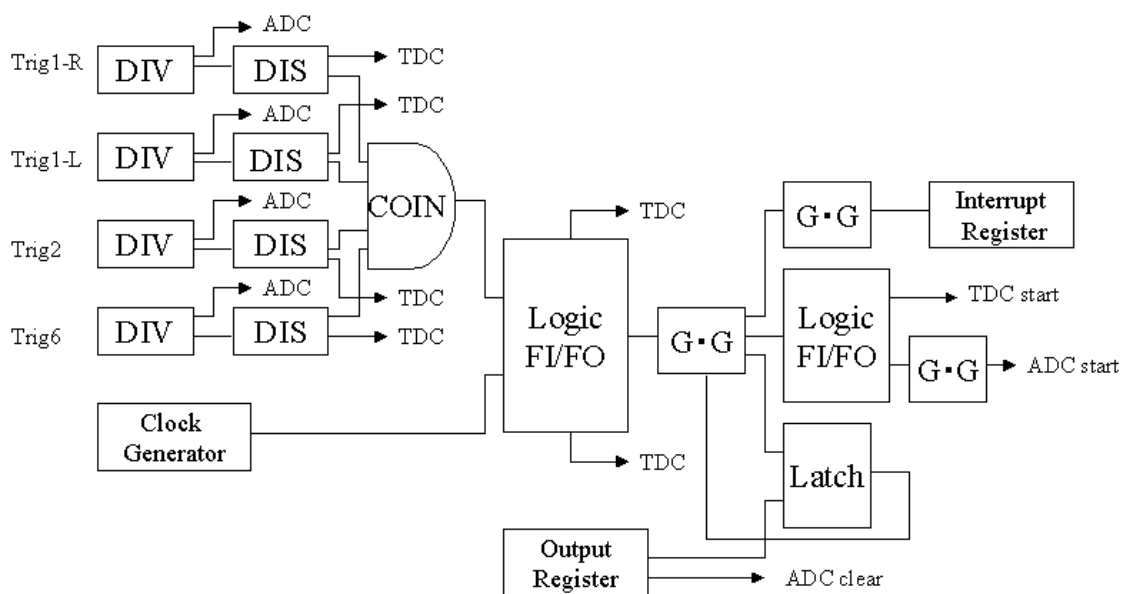 ADC
Trig1-R
DIV
DIS
TDC
ADC
TDC
Trig1-L
DIV
DIS
COIN
ADC
Trig2
DIV
DIS
TDC
ADC
Trig6
DIV
DIS
TDC
Clock
Generator
TDC
Logic
FI/FO
TDC
G·G
G·G
Interrupt
Register
Logic
FI/FO
TDC start
G·G
ADC start
Latch
Output
Register
ADC clear